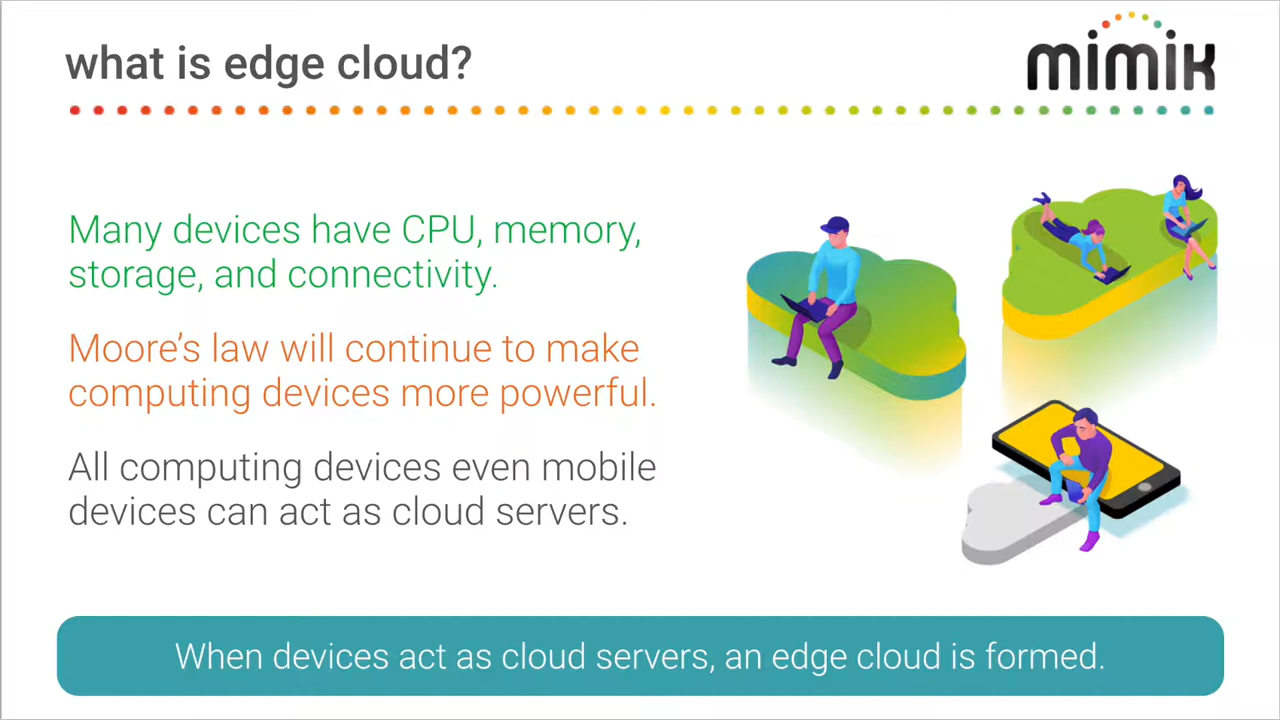 what is edge cloud?
mimik
Many devices have CPU, memory,
storage, and connectivity.
Moore's law will continue to make
computing devices more powerful.
All computing devices even mobile
devices can act as cloud servers.
When devices act as cloud servers, an edge cloud is formed.